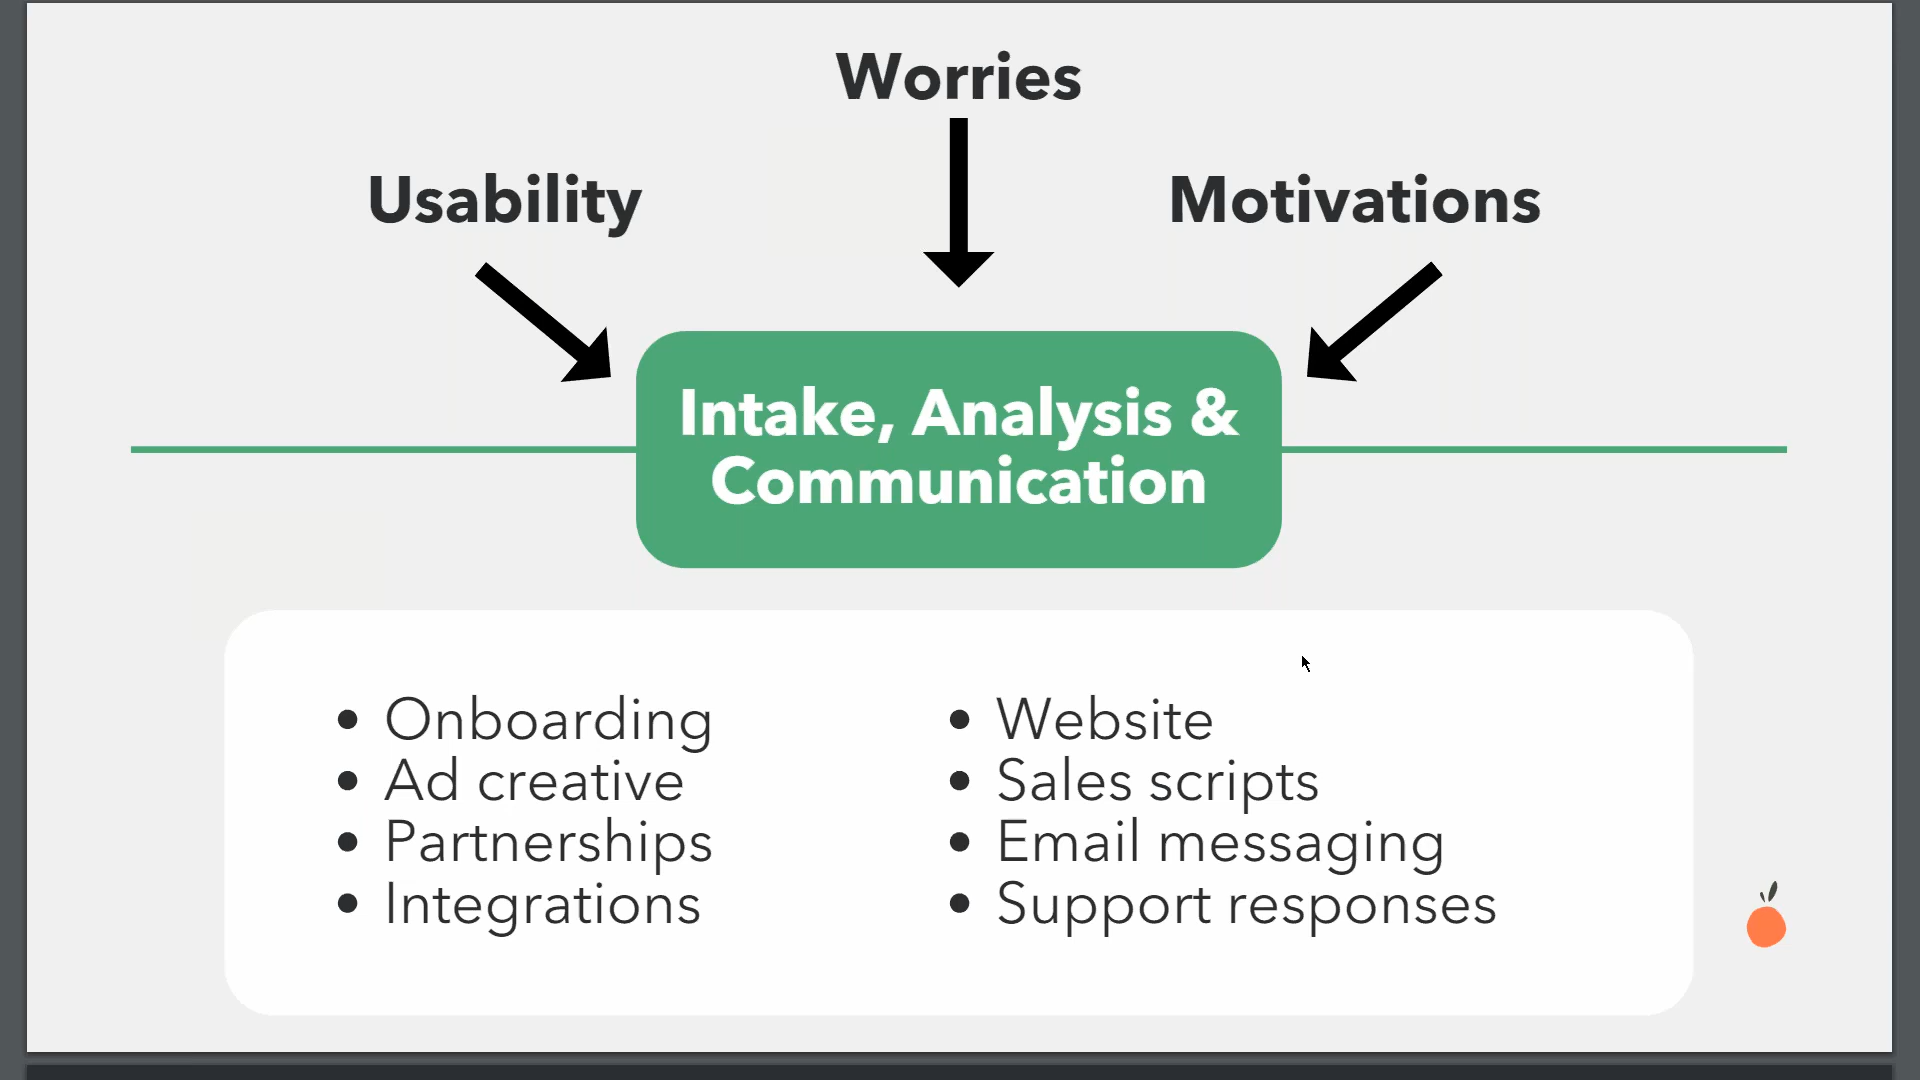 Worries
Usability
Motivations
Intake, Analysis &
Communication
Onboarding
Ad creative
Partnerships
Integrations
Website
Sales scripts
Email messaging
Support responses